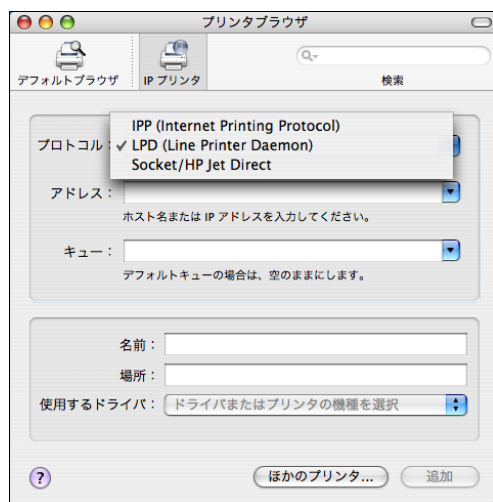 プリンタブラウザ
デフォルトブラウザ
IP プリンタ
検索
プロトコル：
IPP (Internet Printing Protocol)
✓ LPD (Line Printer Daemon)
Socket/HP Jet Direct
アドレス：
ホスト名または IP アドレスを入力してください。
キュー：
デフォルトキューの場合は、空のままにします。
名前：
場所：
使用するドライバ：
ドライバまたはプリンタの機種を選択
?
ほかのプリンタ...
追加